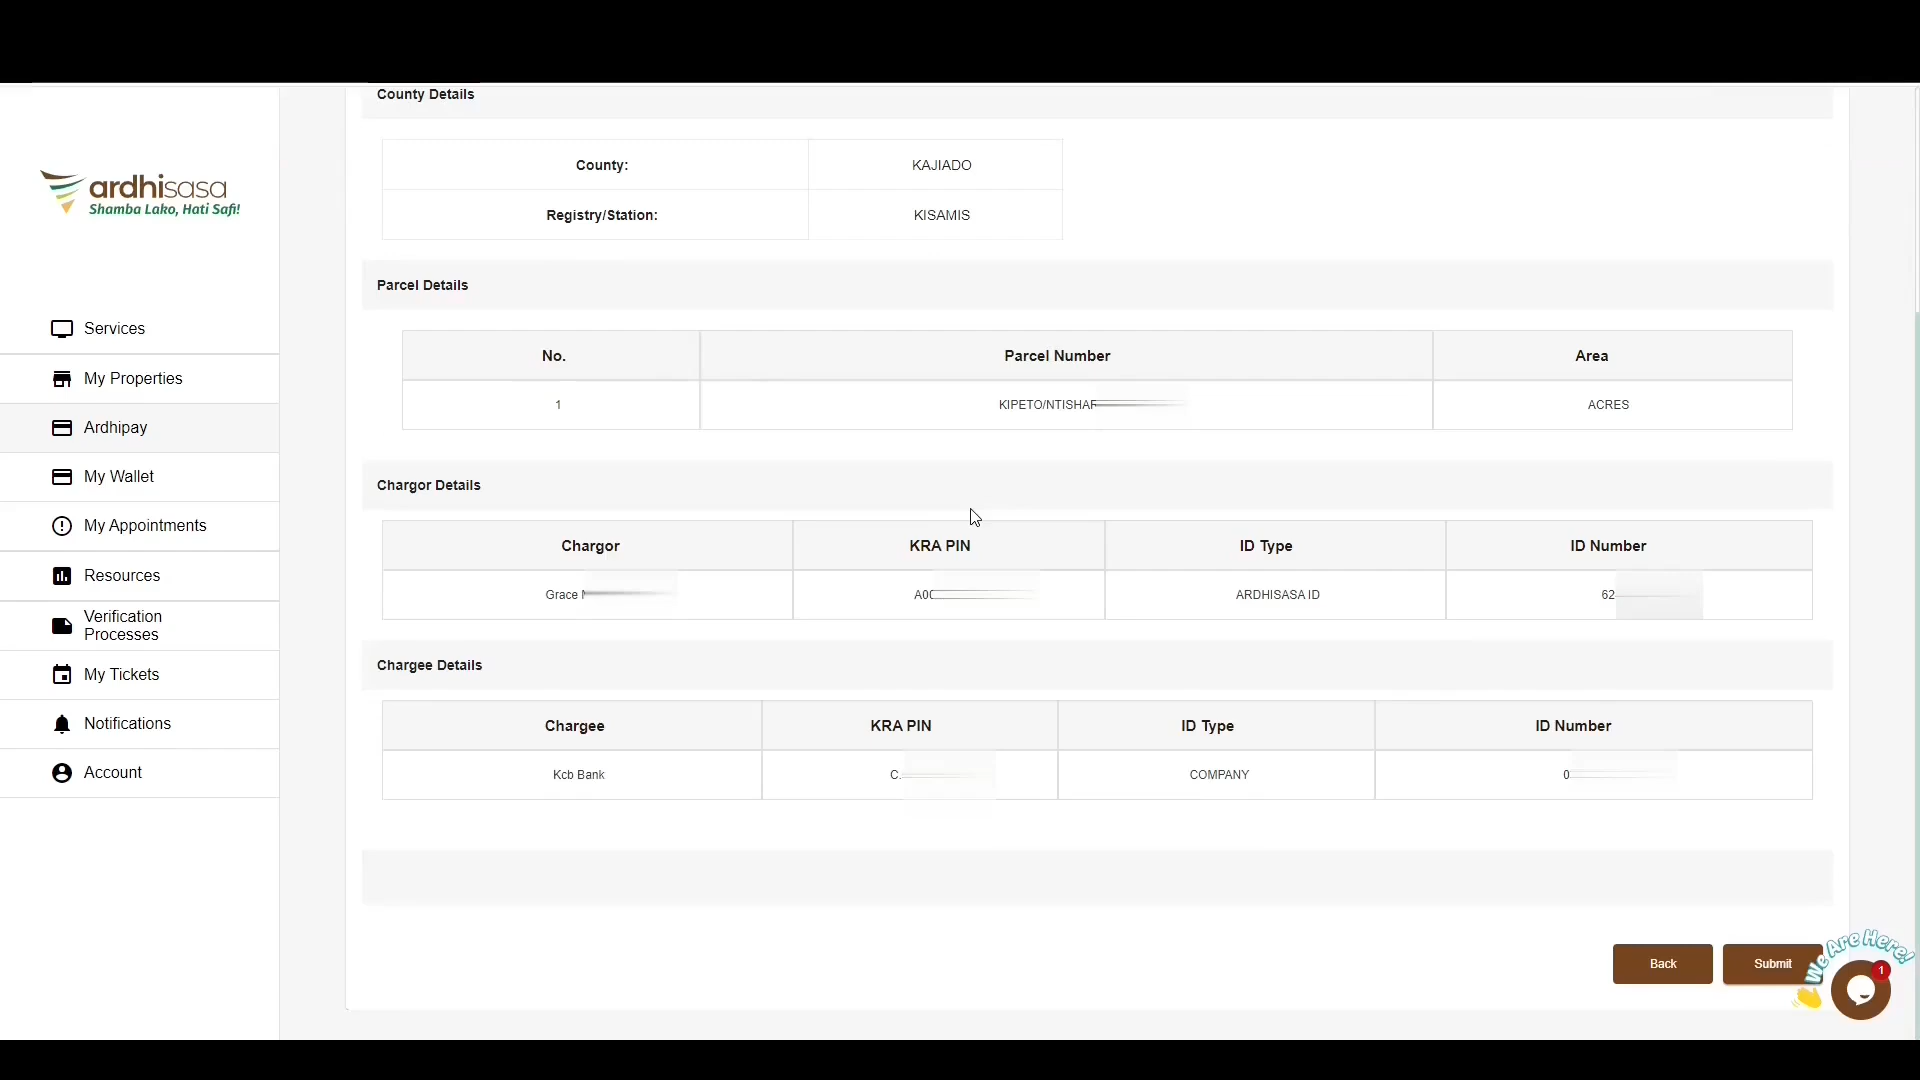 County Details
County: KAJIADO
Registry/Station: KISAMIS
ardhisasa
Shamba Lako, Hati Safi!
Services
My Properties
Ardhipay
My Wallet
My Appointments
Resources
Verification
Processes
My Tickets
Notifications
Account
Parcel Details
No. Parcel Number Area
1 KIPETO/NTISHAR ACRES
Chargor Details
Chargor KRA PIN ID Type ID Number
Grace A00 ARDHISASA ID 62
Chargee Details
Chargee KRA PIN ID Type ID Number
Kcb Bank C. COMPANY 0
Back Submit
We Are Here!
1